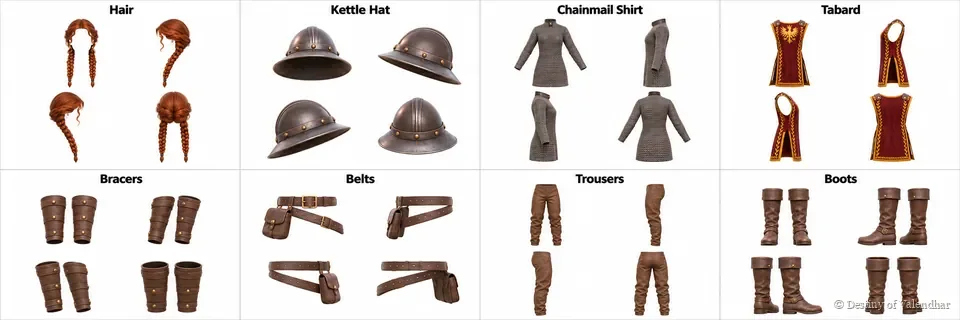 Hair
Kettle Hat
Chainmail Shirt
Tabard
Bracers
Belts
Trousers
Boots
© Destiny of Valendhar